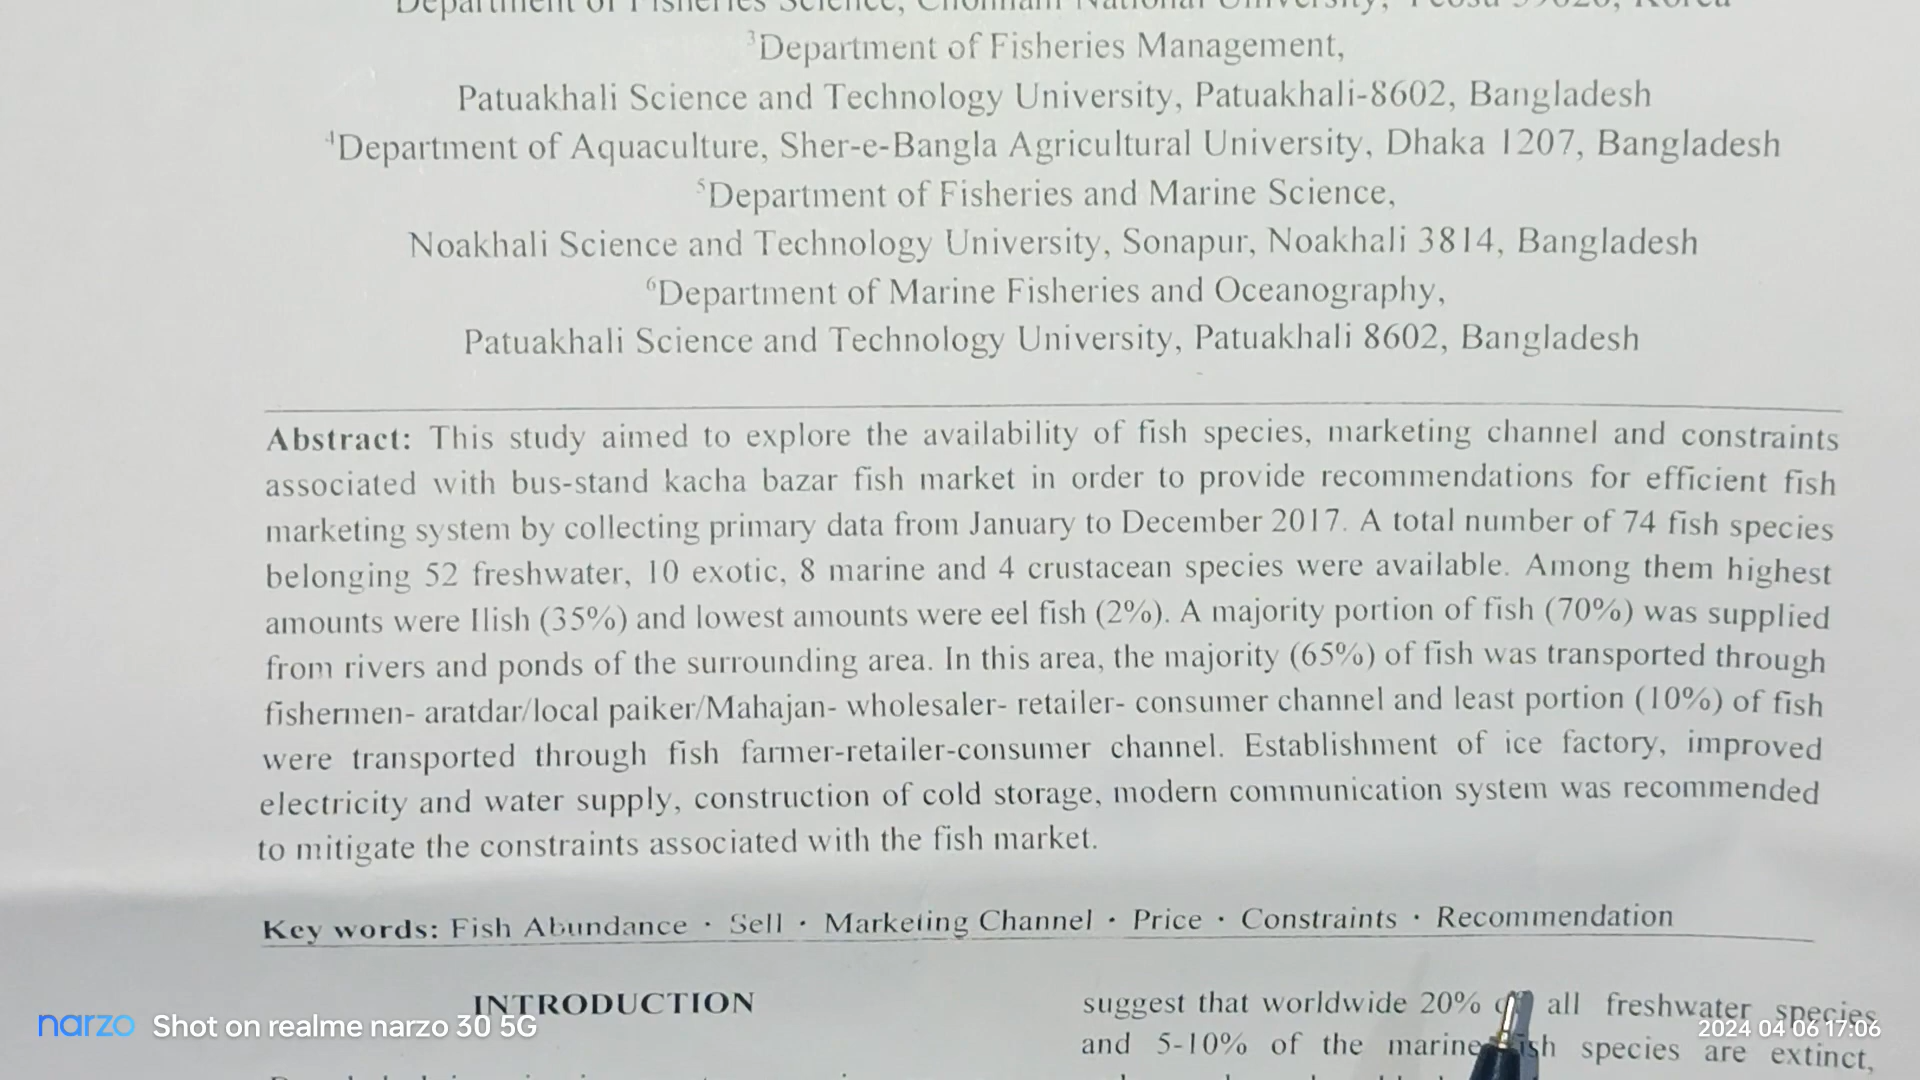 Department of Fisheries Science, Chonnam National University, Yeosu 59626, Korea
³Department of Fisheries Management,
Patuakhali Science and Technology University, Patuakhali-8602, Bangladesh
⁴Department of Aquaculture, Sher-e-Bangla Agricultural University, Dhaka 1207, Bangladesh
⁵Department of Fisheries and Marine Science,
Noakhali Science and Technology University, Sonapur, Noakhali 3814, Bangladesh
⁶Department of Marine Fisheries and Oceanography,
Patuakhali Science and Technology University, Patuakhali 8602, Bangladesh
Abstract: This study aimed to explore the availability of fish species, marketing channel and constraints
associated with bus-stand kacha bazar fish market in order to provide recommendations for efficient fish
marketing system by collecting primary data from January to December 2017. A total number of 74 fish species
belonging 52 freshwater, 10 exotic, 8 marine and 4 crustacean species were available. Among them highest
amounts were Ilish (35%) and lowest amounts were eel fish (2%). A majority portion of fish (70%) was supplied
from rivers and ponds of the surrounding area. In this area, the majority (65%) of fish was transported through
fishermen- aratdar/local paiker/Mahajan- wholesaler- retailer- consumer channel and least portion (10%) of fish
were transported through fish farmer-retailer-consumer channel. Establishment of ice factory, improved
electricity and water supply, construction of cold storage, modern communication system was recommended
to mitigate the constraints associated with the fish market.
Key words: Fish Abundance · Sell · Marketing Channel · Price · Constraints · Recommendation
INTRODUCTION
suggest that worldwide 20% all freshwater species
and 5-10% of the marine fish species are extinct,
narzo Shot on realme narzo 30 5G
2024 04 06 17:06